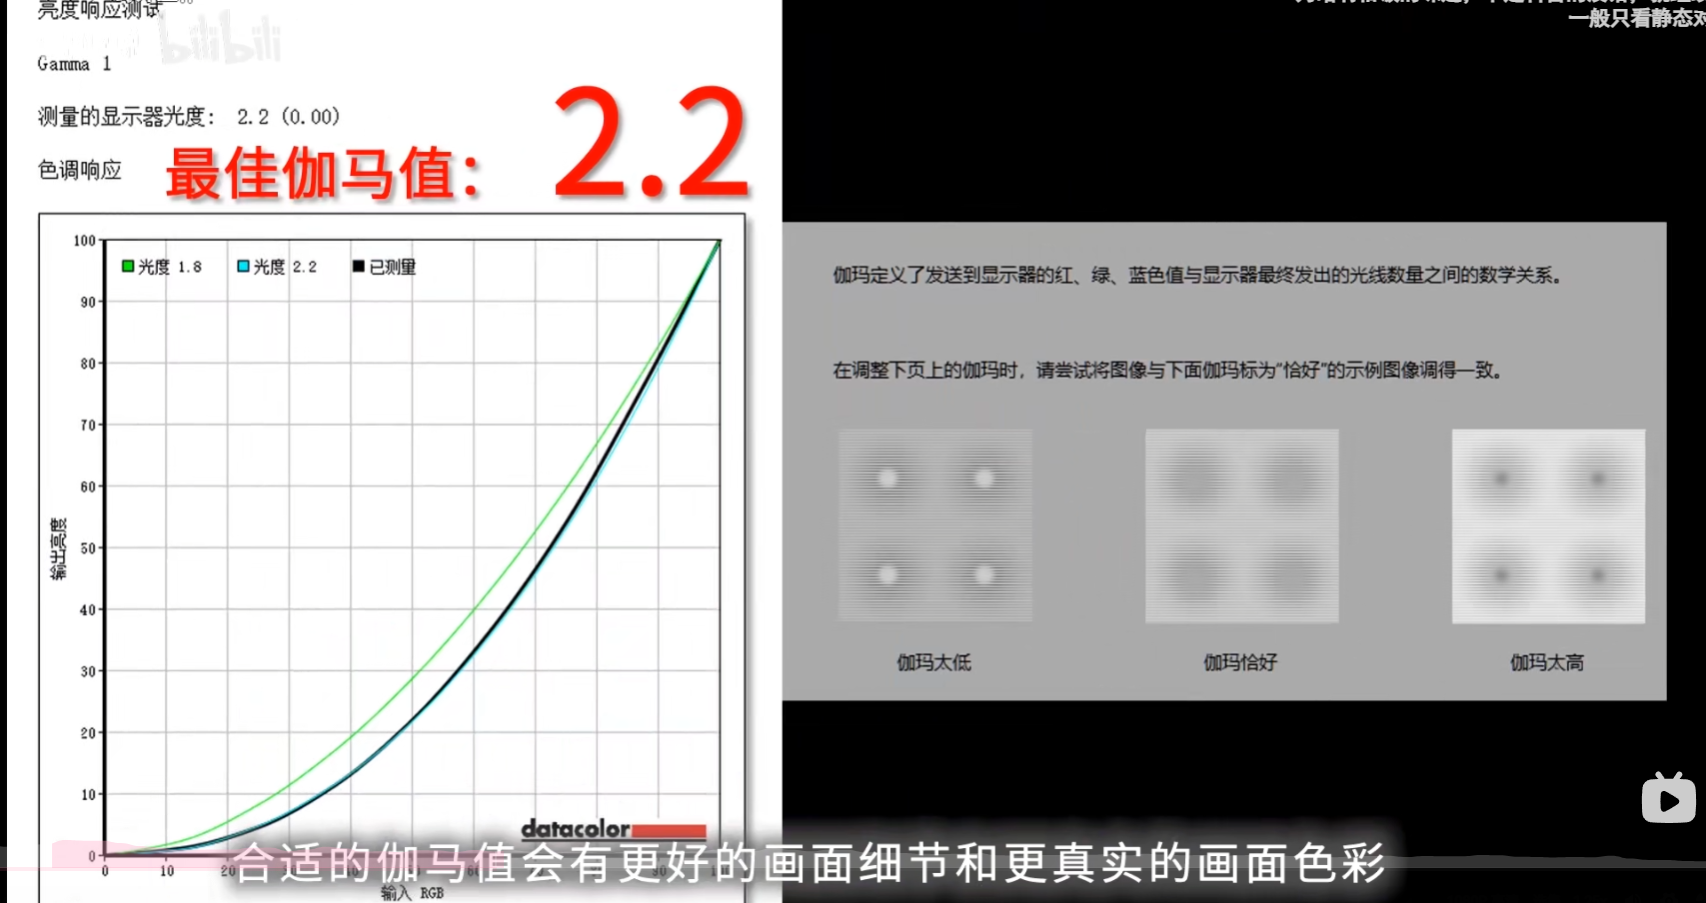 亮度响应测试
bilibili
Gamma 1
测量的显示器光度： 2.2 (0.00)
色调响应
最佳伽马值： 2.2
光度 1.8
光度 2.2
已测量
100
90
80
70
60
50
40
30
20
10
0
输出亮度
0 10 20 90
输入 RGB
datacolor
一般只看静态对
伽玛定义了发送到显示器的红、绿、蓝色值与显示器最终发出的光线数量之间的数学关系。
在调整下页上的伽玛时，请尝试将图像与下面伽玛标为“恰好”的示例图像调得一致。
伽玛太低
伽玛恰好
伽玛太高
合适的伽马值会有更好的画面细节和更真实的画面色彩